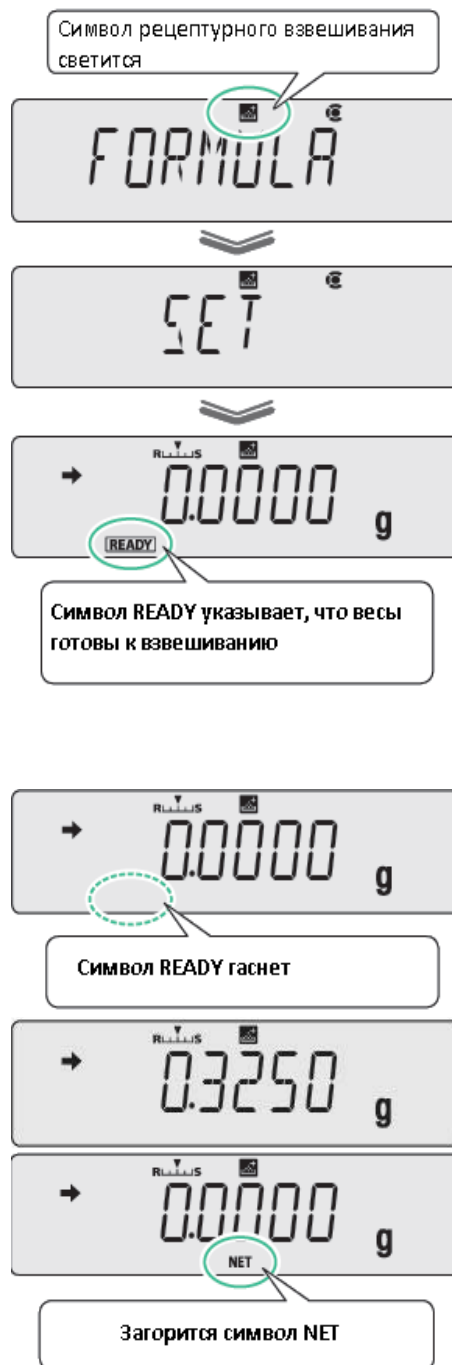 Символ рецептурного взвешивания
светится
FORMULA
SET
R S
0.0000 g
READY
Символ READY указывает, что весы
готовы к взвешиванию
R S
0.0000 g
Символ READY гаснет
R S
0.3250 g
R S
0.0000 g
NET
Загорится символ NET